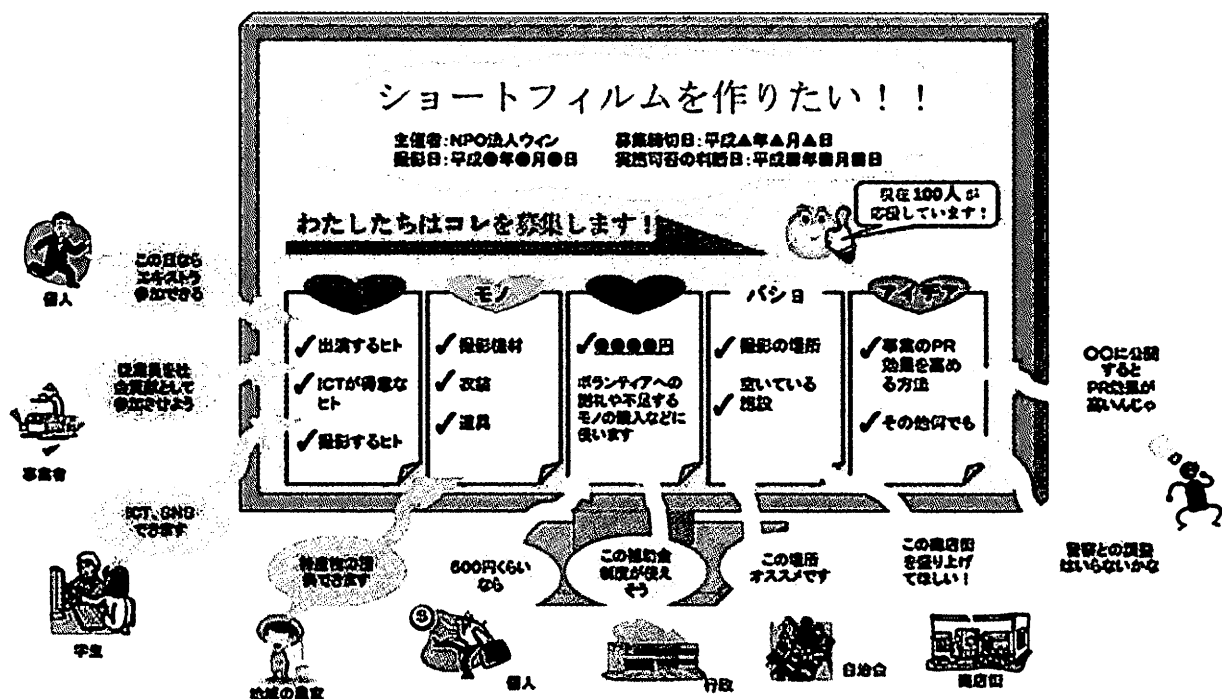 ショートフィルムを作りたい！！
主催者：NPO法人ウィン
募集締切日：平成▲年▲月▲日
撮影日：平成●年●月●日
実施可否の判断日：平成■年■月■日
現在100人が
応援しています！
わたしたちはコレを募集します！
モノ
バショ
アイデア
✓出演するヒト
✓ICTが得意な
ヒト
✓撮影するヒト
✓撮影機材
✓衣装
✓道具
✓●●●●円
ボランティアへの
謝礼や不足する
モノの購入などに
使います
✓撮影の場所
空いている
✓施設
✓事業のPR
効果を高め
る方法
✓その他何でも
この日なら
エキストラ
参加できる
個人
従業員を社
会貢献として
参加させよう
事業者
ICT、SNS
できます
学生
地域の農家
500円くらい
なら
個人
この補助金
制度が使え
そう
行政
この場所
オススメです
自治会
この商店街
を盛り上げ
てほしい！
商店街
〇〇に公開
すると
PR効果が
高いんじゃ
警察との調整
はいらないかな